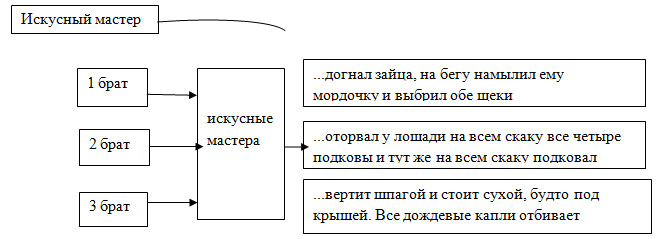 Искусный мастер
1 брат
2 брат
3 брат
искусные
мастера
...догнал зайца, на бегу намылил ему
мордочку и выбрил обе щеки
...оторвал у лошади на всем скаку все четыре
подковы и тут же на всем скаку подковал
...вертит шпагой и стоит сухой, будто под
крышей. Все дождевые капли отбивает